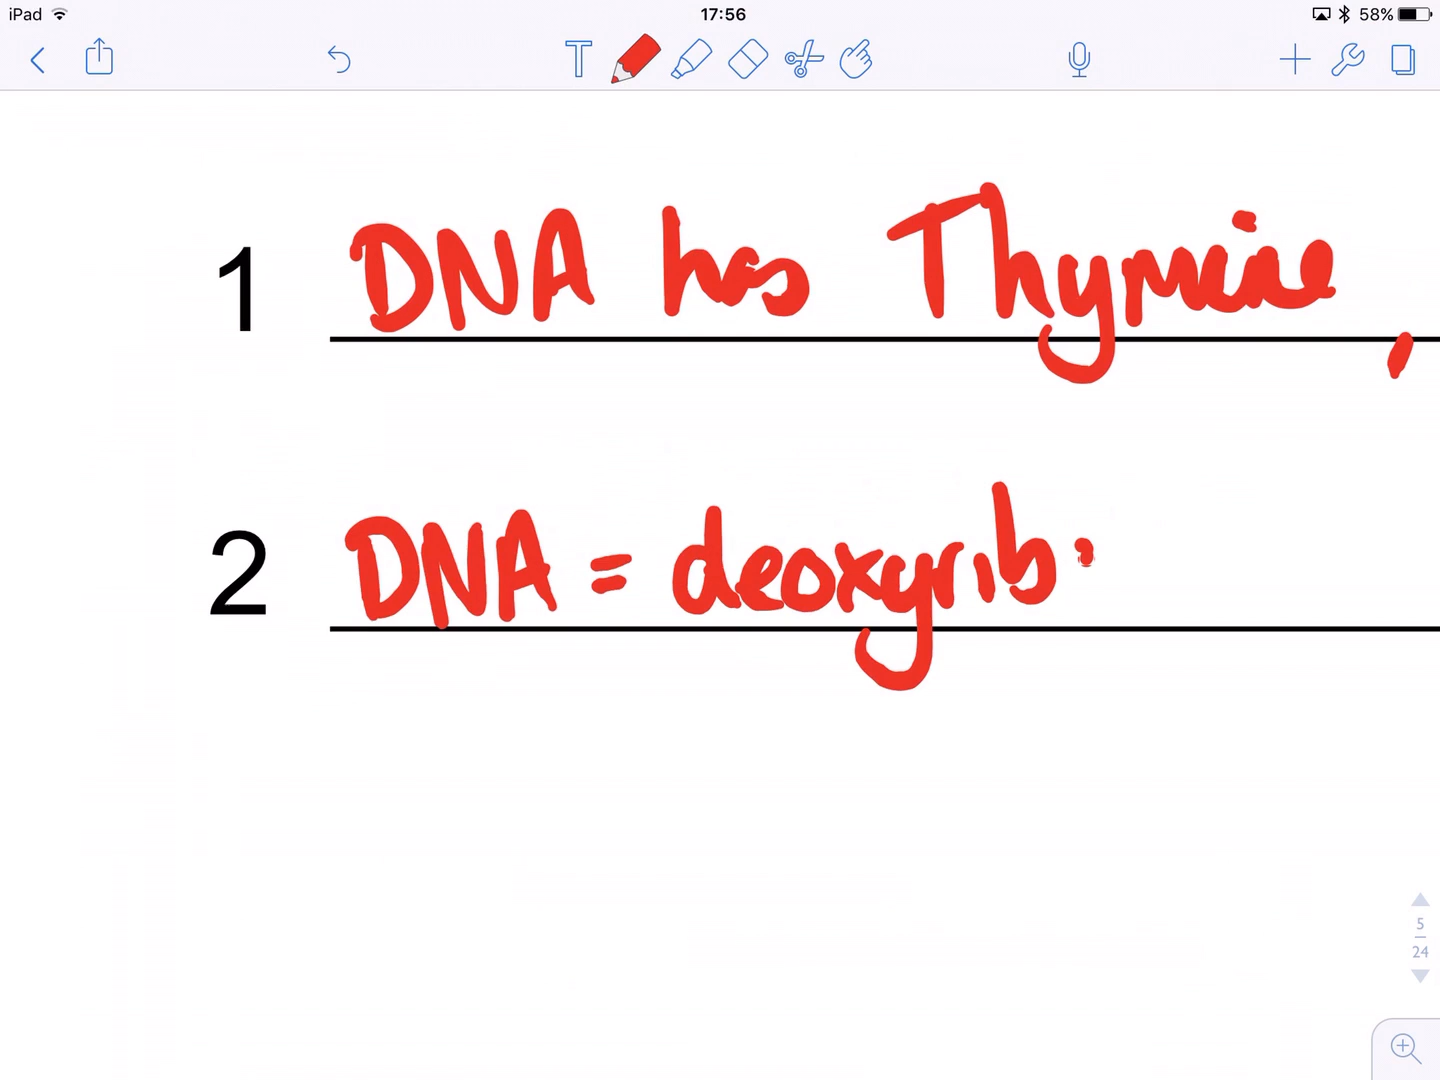 iPad 17:56 58%
T
1 DNA has Thymine,
2 DNA = deoxyrib
5
24